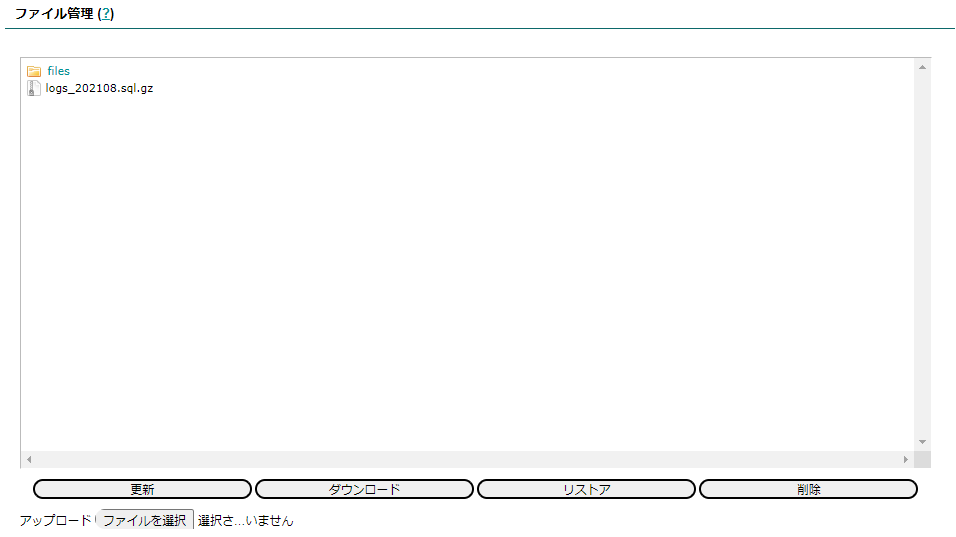 ファイル管理 (?)
files
logs_202108.sql.gz
更新 ダウンロード リストア 削除
アップロード ファイルを選択 選択さ...いません